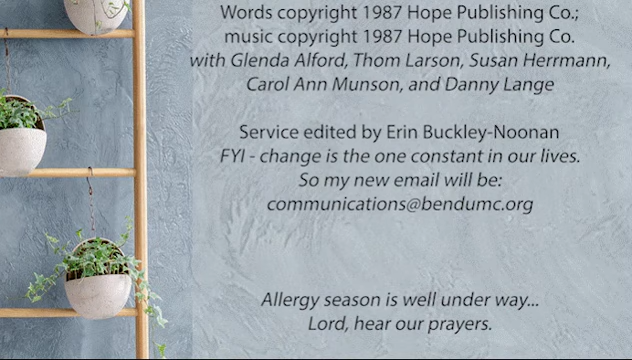 Words copyright 1987 Hope Publishing Co.;
music copyright 1987 Hope Publishing Co.
with Glenda Alford, Thom Larson, Susan Herrmann,
Carol Ann Munson, and Danny Lange
Service edited by Erin Buckley-Noonan
FYI - change is the one constant in our lives.
So my new email will be:
communications@bendumc.org
Allergy season is well under way...
Lord, hear our prayers.